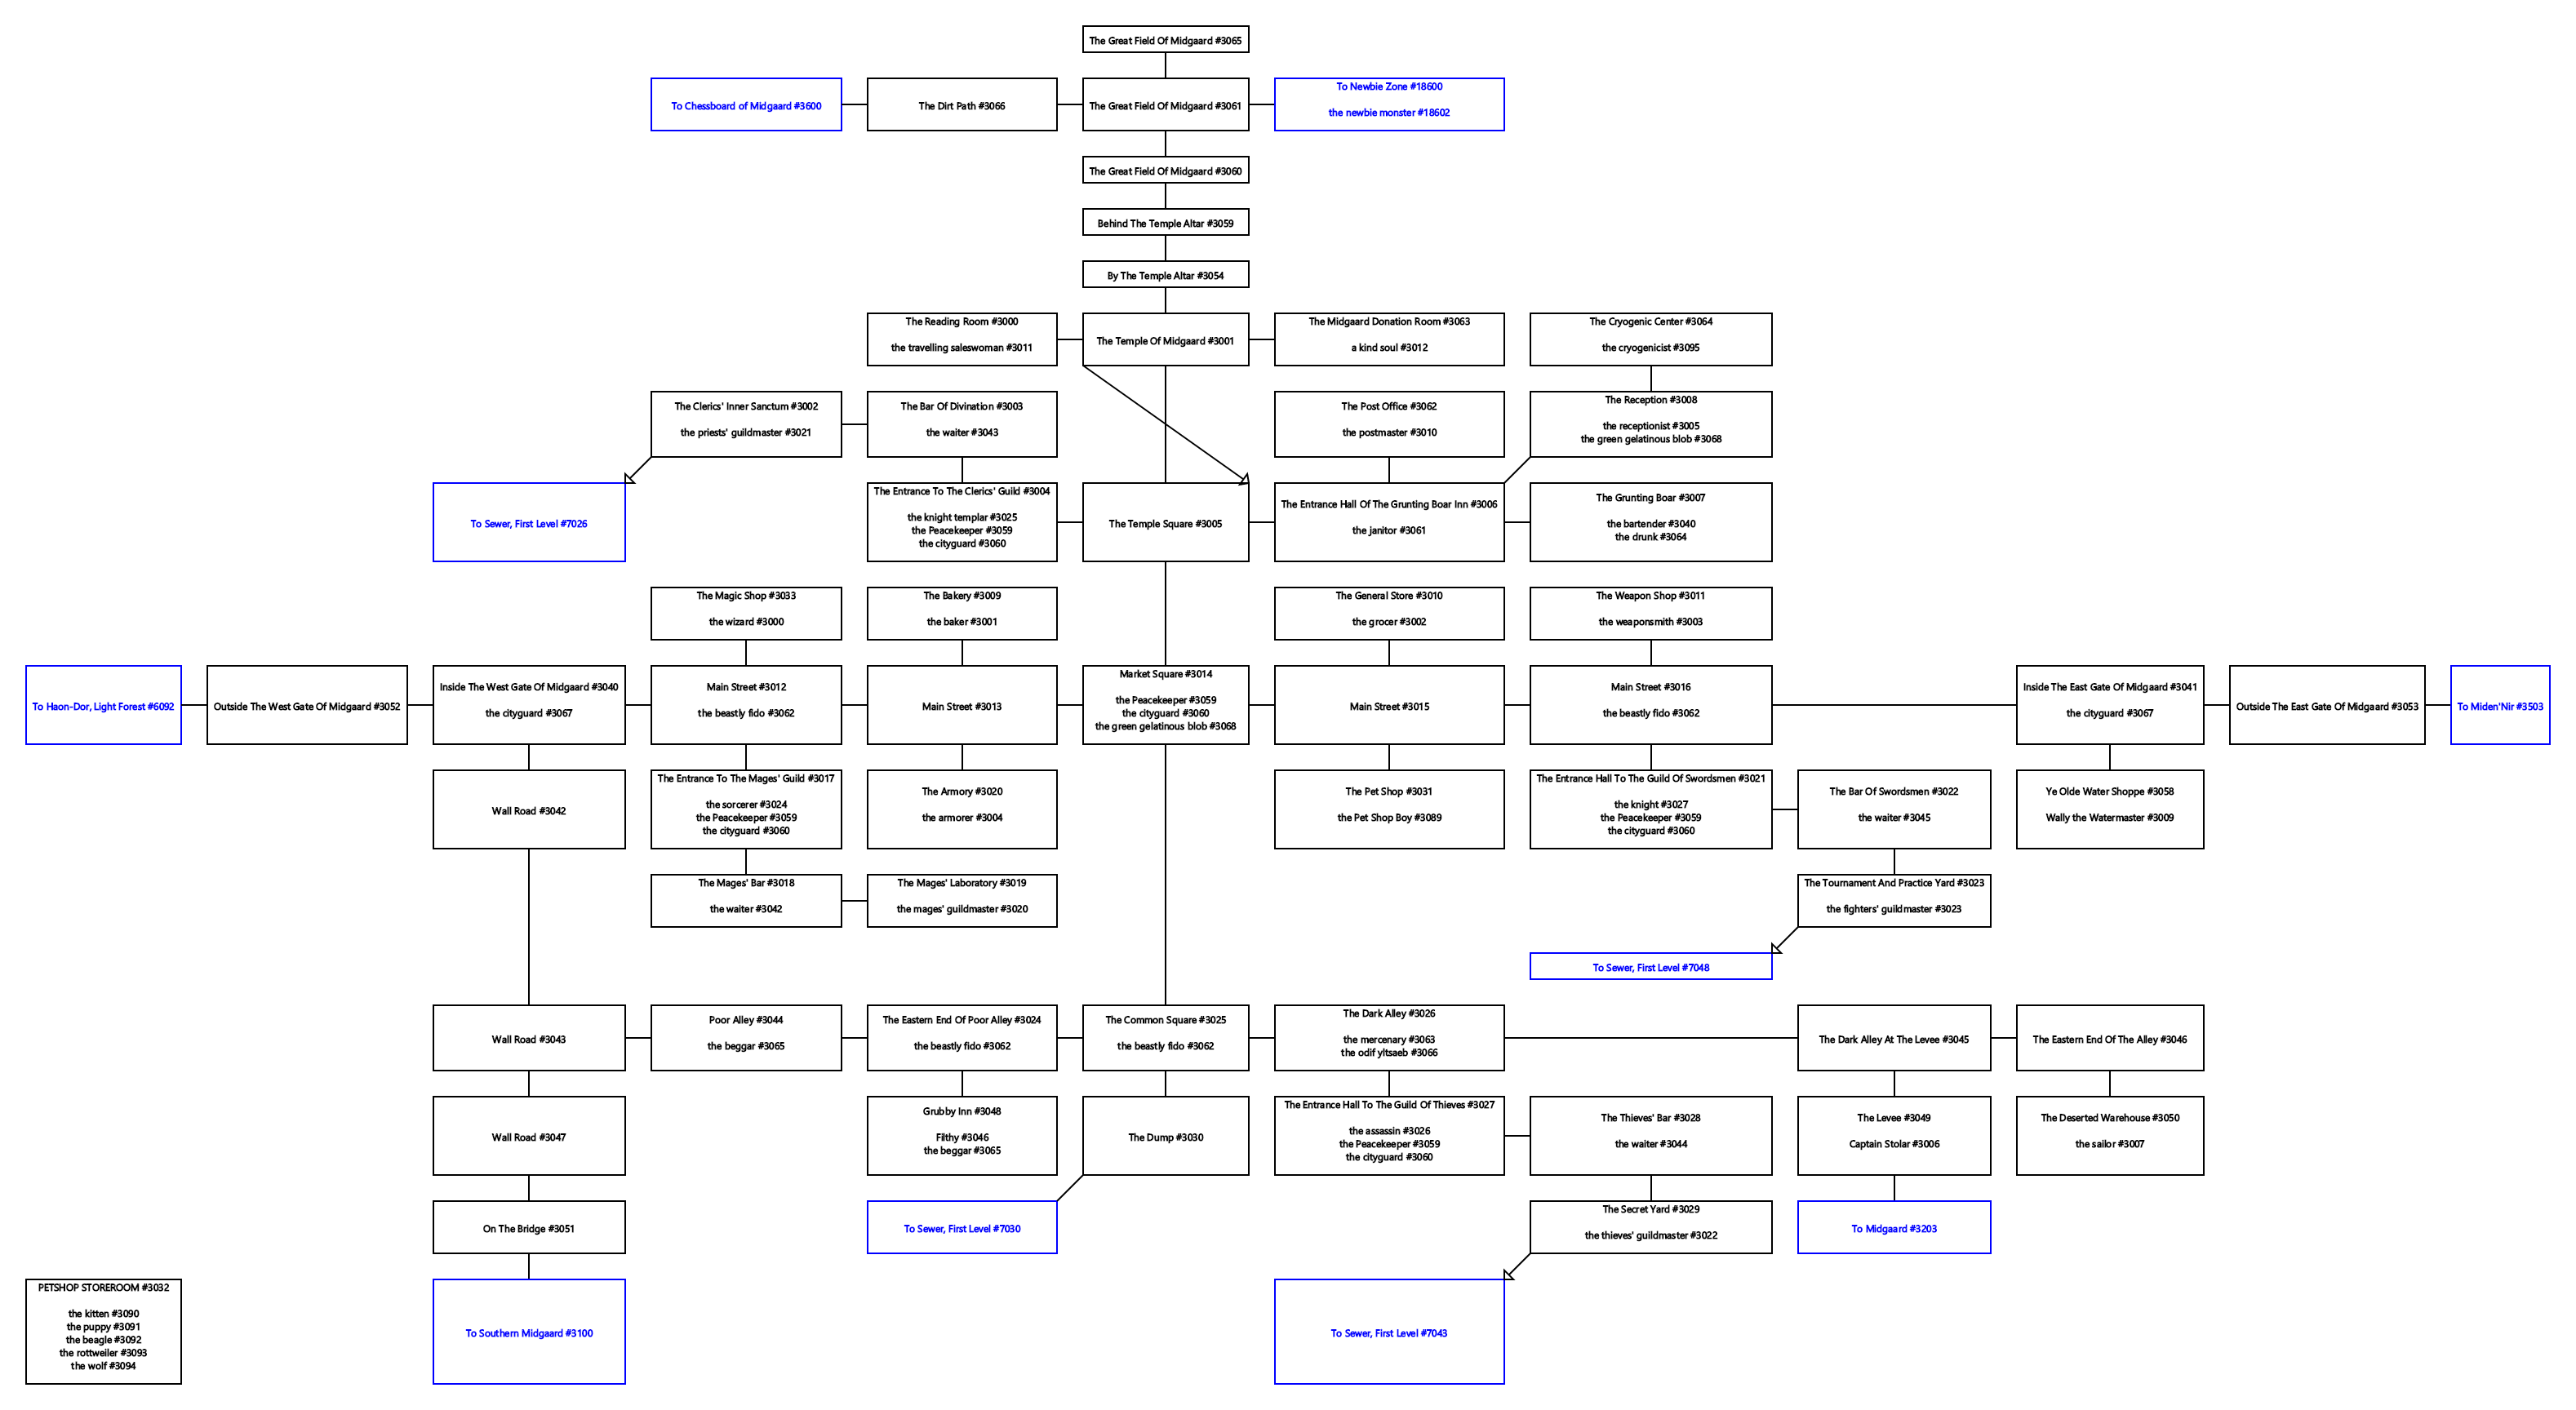 The Great Field Of Midgaard #3065
To Chessboard of Midgaard #3600
The Dirt Path #3066
The Great Field Of Midgaard #3061
To Newbie Zone #18600
the newbie monster #18602
The Great Field Of Midgaard #3060
Behind The Temple Altar #3059
By The Temple Altar #3054
The Reading Room #3000
the travelling saleswoman #3011
The Temple Of Midgaard #3001
The Midgaard Donation Room #3063
a kind soul #3012
The Cryogenic Center #3064
the cryogenicist #3095
The Clerics' Inner Sanctum #3002
the priests' guildmaster #3021
The Bar Of Divination #3003
the waiter #3043
The Post Office #3062
the postmaster #3010
The Reception #3008
the receptionist #3005
the green gelatinous blob #3068
To Sewer, First Level #7026
The Entrance To The Clerics' Guild #3004
the knight templar #3025
the Peacekeeper #3059
the cityguard #3060
The Temple Square #3005
The Entrance Hall Of The Grunting Boar Inn #3006
the janitor #3061
The Grunting Boar #3007
the bartender #3040
the drunk #3064
The Magic Shop #3033
the wizard #3000
The Bakery #3009
the baker #3001
The General Store #3010
the grocer #3002
The Weapon Shop #3011
the weaponsmith #3003
To Haon-Dor, Light Forest #6092
Outside The West Gate Of Midgaard #3052
Inside The West Gate Of Midgaard #3040
the cityguard #3067
Main Street #3012
the beastly fido #3062
Main Street #3013
Market Square #3014
the Peacekeeper #3059
the cityguard #3060
the green gelatinous blob #3068
Main Street #3015
Main Street #3016
the beastly fido #3062
Inside The East Gate Of Midgaard #3041
the cityguard #3067
Outside The East Gate Of Midgaard #3053
To Miden'Nir #3503
Wall Road #3042
The Entrance To The Mages' Guild #3017
the sorcerer #3024
the Peacekeeper #3059
the cityguard #3060
The Armory #3020
the armorer #3004
The Pet Shop #3031
the Pet Shop Boy #3089
The Entrance Hall To The Guild Of Swordsmen #3021
the knight #3027
the Peacekeeper #3059
the cityguard #3060
The Bar Of Swordsmen #3022
the waiter #3045
Ye Olde Water Shoppe #3058
Wally the Watermaster #3009
The Mages' Bar #3018
the waiter #3042
The Mages' Laboratory #3019
the mages' guildmaster #3020
The Tournament And Practice Yard #3023
the fighters' guildmaster #3023
To Sewer, First Level #7048
Wall Road #3043
Poor Alley #3044
the beggar #3065
The Eastern End Of Poor Alley #3024
the beastly fido #3062
The Common Square #3025
the beastly fido #3062
The Dark Alley #3026
the mercenary #3063
the odif yltsaeb #3066
The Dark Alley At The Levee #3045
The Eastern End Of The Alley #3046
Wall Road #3047
Grubby Inn #3048
Filthy #3046
the beggar #3065
The Dump #3030
The Entrance Hall To The Guild Of Thieves #3027
the assassin #3026
the Peacekeeper #3059
the cityguard #3060
The Thieves' Bar #3028
the waiter #3044
The Levee #3049
Captain Stolar #3006
The Deserted Warehouse #3050
the sailor #3007
On The Bridge #3051
To Sewer, First Level #7030
The Secret Yard #3029
the thieves' guildmaster #3022
To Midgaard #3203
PETSHOP STOREROOM #3032
the kitten #3090
the puppy #3091
the beagle #3092
the rottweiler #3093
the wolf #3094
To Southern Midgaard #3100
To Sewer, First Level #7043